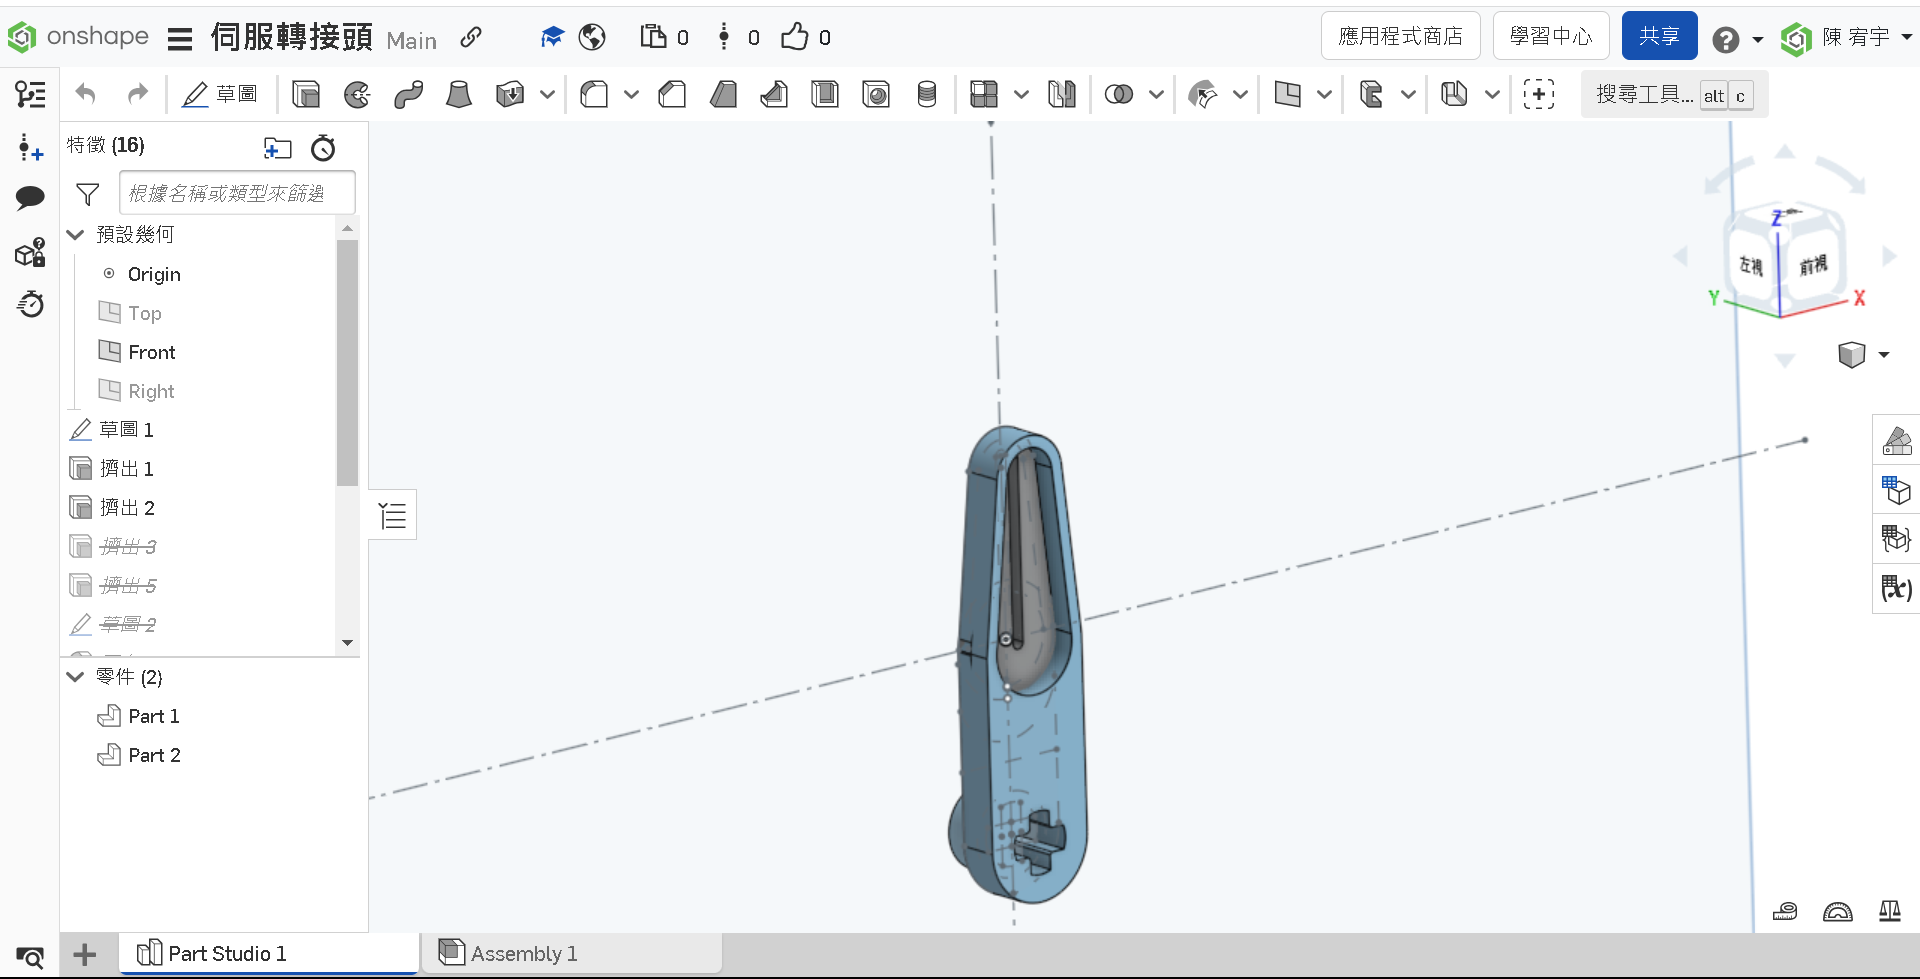 onshape 伺服轉接頭 Main 0 0 0 應用程式商店 學習中心 共享 陳 宥宇
草圖 搜尋工具... alt c
特徵 (16)
根據名稱或類型來篩選
預設幾何
Origin
Top
Front
Right
草圖 1
擠出 1
擠出 2
擠出 3
擠出 5
草圖 2
零件 (2)
Part 1
Part 2
Z
左視 前視
Y X
(x)
Part Studio 1 Assembly 1